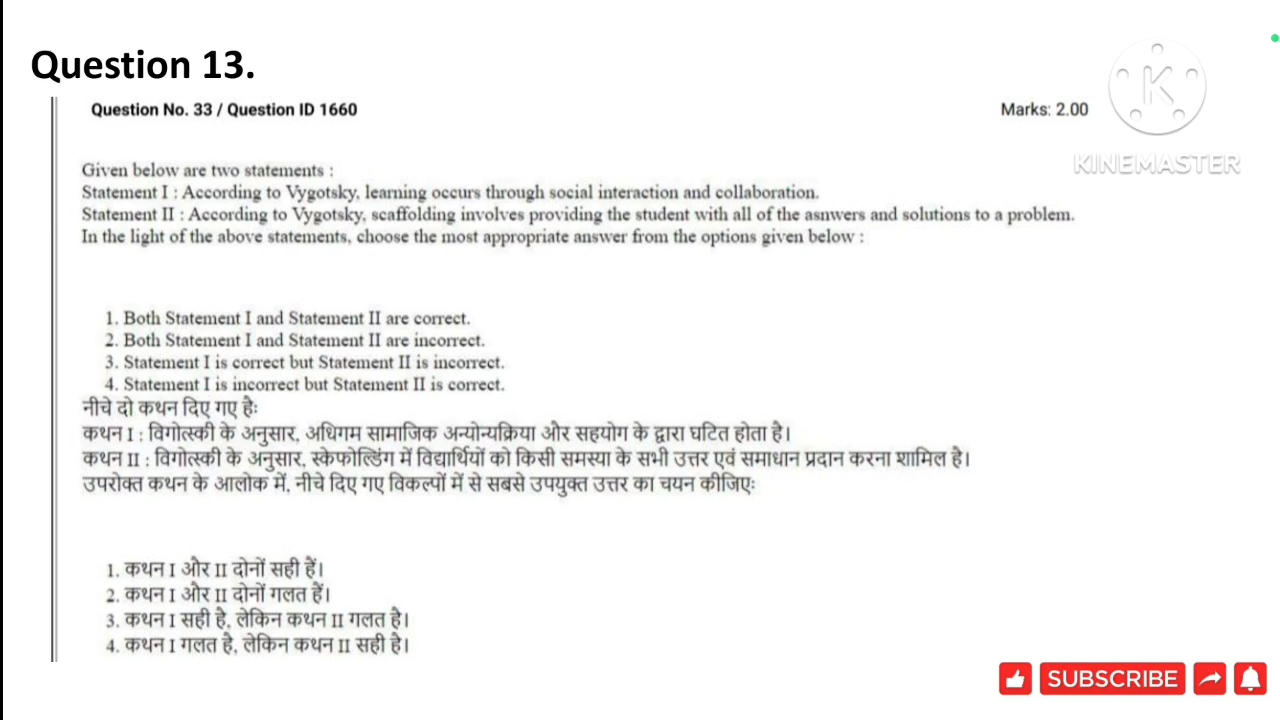 Question 13.
Question No. 33 / Question ID 1660
Marks: 2.00
KINEMASTER
Given below are two statements :
Statement I : According to Vygotsky, learning occurs through social interaction and collaboration.
Statement II : According to Vygotsky, scaffolding involves providing the student with all of the asnwers and solutions to a problem.
In the light of the above statements, choose the most appropriate answer from the options given below :
1. Both Statement I and Statement II are correct.
2. Both Statement I and Statement II are incorrect.
3. Statement I is correct but Statement II is incorrect.
4. Statement I is incorrect but Statement II is correct.
नीचे दो कथन दिए गए है:
कथन I : विगोत्स्की के अनुसार, अधिगम सामाजिक अन्योन्यक्रिया और सहयोग के द्वारा घटित होता है।
कथन II : विगोत्स्की के अनुसार, स्केफोल्डिंग में विद्यार्थियों को किसी समस्या के सभी उत्तर एवं समाधान प्रदान करना शामिल है।
उपरोक्त कथन के आलोक में, नीचे दिए गए विकल्पों में से सबसे उपयुक्त उत्तर का चयन कीजिए:
1. कथन I और II दोनों सही हैं।
2. कथन I और II दोनों गलत हैं।
3. कथन I सही है, लेकिन कथन II गलत है।
4. कथन I गलत है, लेकिन कथन II सही है।
SUBSCRIBE